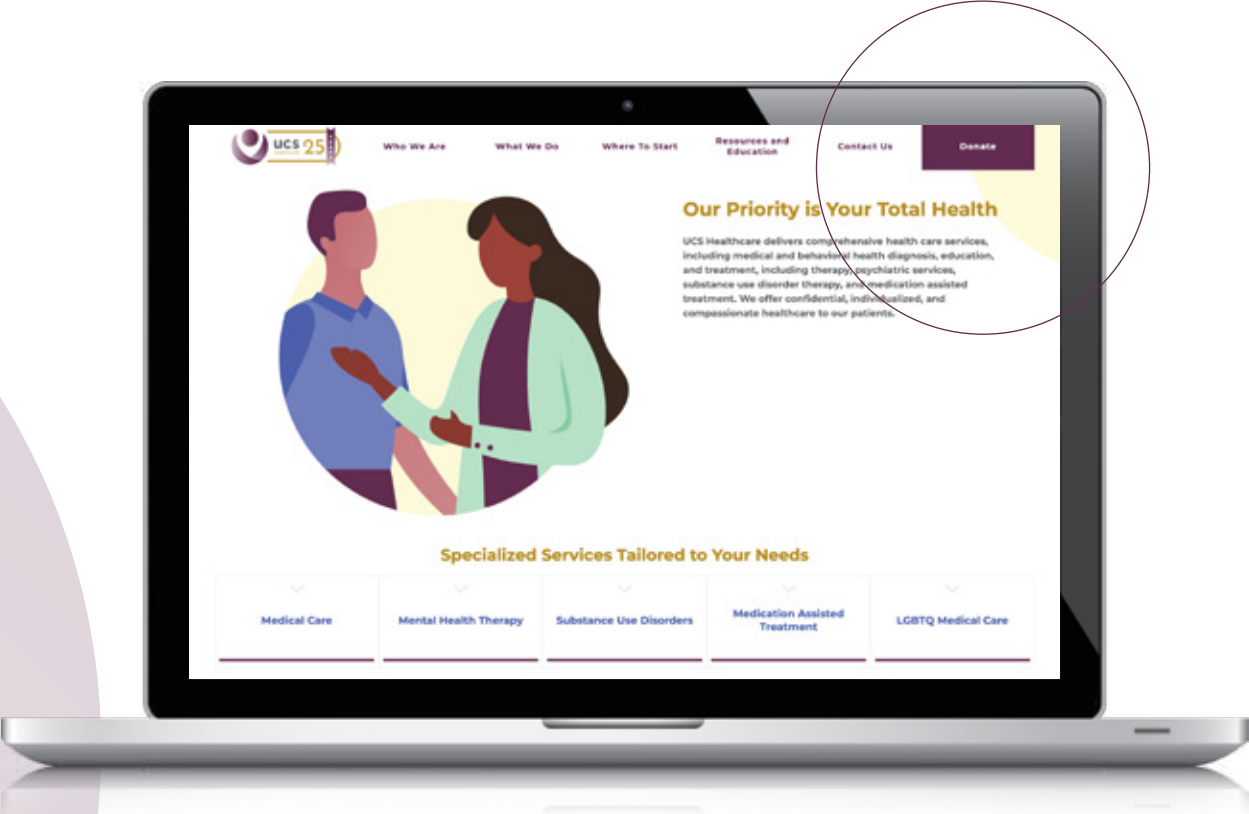 UCS 25
Who We Are
What We Do
Where To Start
Resources and
Education
Contact Us
Donate
Our Priority is Your Total Health
UCS Healthcare delivers comprehensive health care services,
including medical and behavioral health diagnosis, education,
and treatment, including therapy, psychiatric services,
substance use disorder therapy, and medication assisted
treatment. We offer confidential, individualized, and
compassionate healthcare to our patients.
Specialized Services Tailored to Your Needs
Medical Care
Mental Health Therapy
Substance Use Disorders
Medication Assisted
Treatment
LGBTQ Medical Care